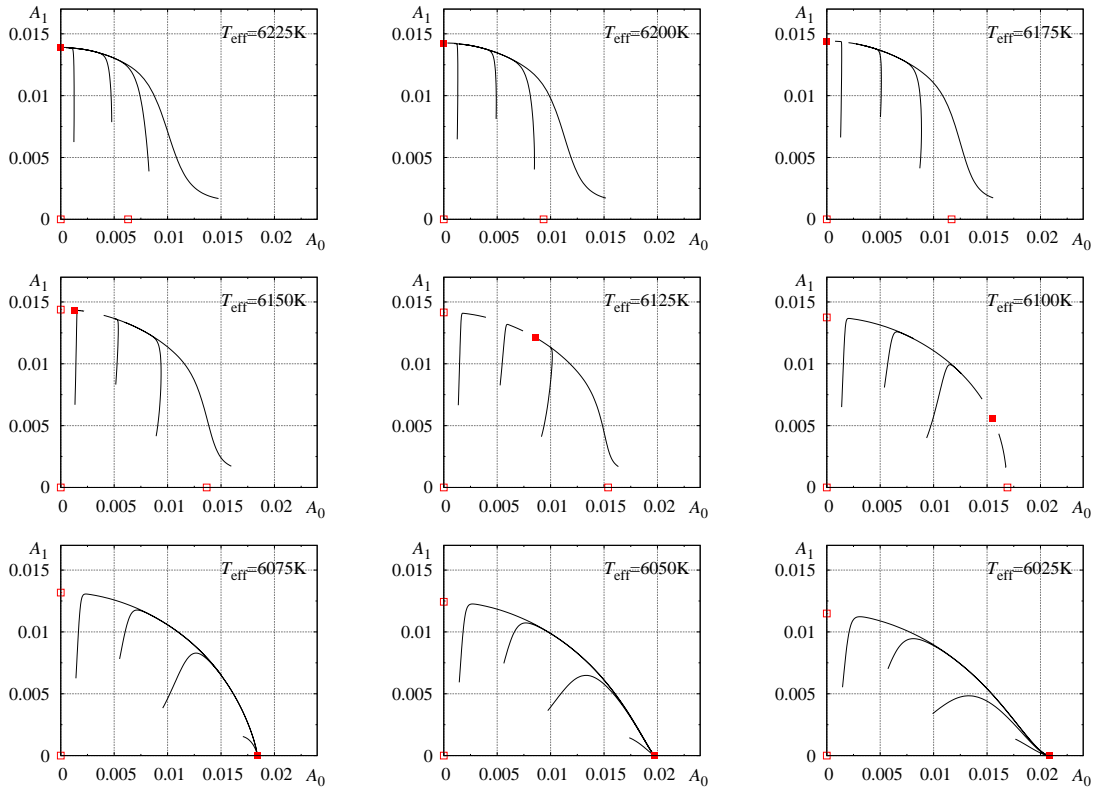 A1 A1 A1
0.015 Teff=6225K 0.015 Teff=6200K 0.015 Teff=6175K
0.01 0.01 0.01
0.005 0.005 0.005
0 0 0
0 0.005 0.01 0.015 0.02 A0 0 0.005 0.01 0.015 0.02 A0 0 0.005 0.01 0.015 0.02 A0
A1 A1 A1
0.015 Teff=6150K 0.015 Teff=6125K 0.015 Teff=6100K
0.01 0.01 0.01
0.005 0.005 0.005
0 0 0
0 0.005 0.01 0.015 0.02 A0 0 0.005 0.01 0.015 0.02 A0 0 0.005 0.01 0.015 0.02 A0
A1 A1 A1
0.015 Teff=6075K 0.015 Teff=6050K 0.015 Teff=6025K
0.01 0.01 0.01
0.005 0.005 0.005
0 0 0
0 0.005 0.01 0.015 0.02 A0 0 0.005 0.01 0.015 0.02 A0 0 0.005 0.01 0.015 0.02 A0